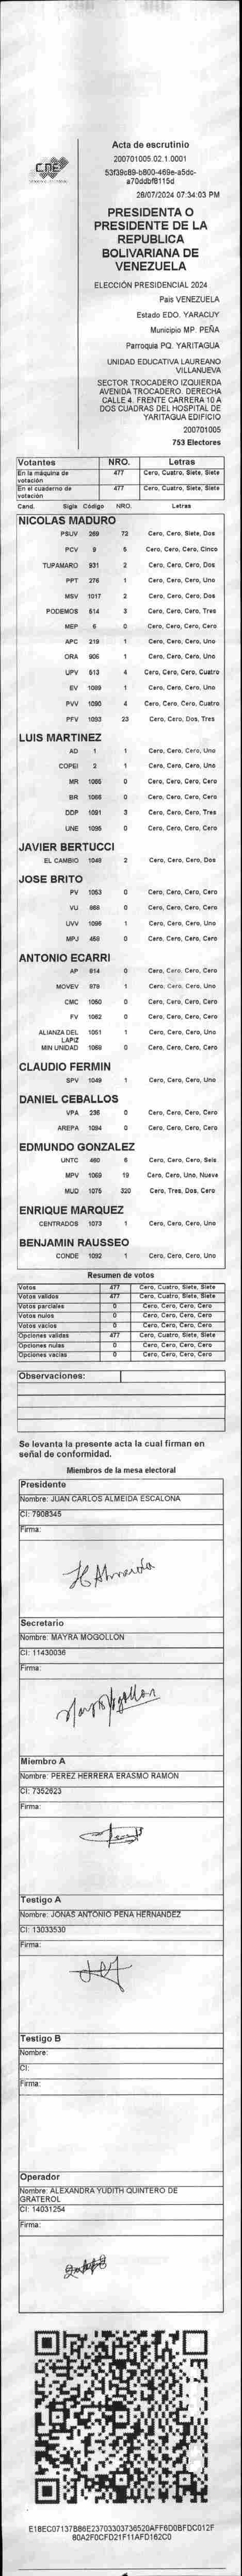 CNE
Acta de escrutinio
200701005.02.1.0001
53f39c89-b800-469e-a5dc-
a70ddbf8115d
28/07/2024 07:34:03 PM
PRESIDENTA O
PRESIDENTE DE LA
REPUBLICA
BOLIVARIANA DE
VENEZUELA
ELECCIÓN PRESIDENCIAL 2024
Pais VENEZUELA
Estado EDO. YARACUY
Municipio MP. PEÑA
Parroquia PQ. YARITAGUA
UNIDAD EDUCATIVA LAUREANO
VILLANUEVA
SECTOR TROCADERO IZQUIERDA
AVENIDA TROCADERO. DERECHA
CALLE 4. FRENTE CARRERA 10 A
DOS CUADRAS DEL HOSPITAL DE
YARITAGUA EDIFICIO
200701005
753 Electores
Votantes NRO. Letras
En la máquina de votación 477 Cero, Cuatro, Siete, Siete
En el cuaderno de votación 477 Cero, Cuatro, Siete, Siete
Cand. Sigla Código NRO. Letras
NICOLAS MADURO
PSUV 269 72 Cero, Cero, Siete, Dos
PCV 9 5 Cero, Cero, Cero, Cinco
TUPAMARO 931 2 Cero, Cero, Cero, Dos
PPT 276 1 Cero, Cero, Cero, Uno
MSV 1017 2 Cero, Cero, Cero, Dos
PODEMOS 514 3 Cero, Cero, Cero, Tres
MEP 6 0 Cero, Cero, Cero, Cero
APC 219 1 Cero, Cero, Cero, Uno
ORA 906 1 Cero, Cero, Cero, Uno
UPV 513 4 Cero, Cero, Cero, Cuatro
EV 1089 1 Cero, Cero, Cero, Uno
PVV 1090 4 Cero, Cero, Cero, Cuatro
PFV 1093 23 Cero, Cero, Dos, Tres
LUIS MARTINEZ
AD 1 1 Cero, Cero, Cero, Uno
COPEI 2 1 Cero, Cero, Cero, Uno
MR 1065 0 Cero, Cero, Cero, Cero
BR 1066 0 Cero, Cero, Cero, Cero
DDP 1091 3 Cero, Cero, Cero, Tres
UNE 1095 0 Cero, Cero, Cero, Cero
JAVIER BERTUCCI
EL CAMBIO 1048 2 Cero, Cero, Cero, Dos
JOSE BRITO
PV 1053 0 Cero, Cero, Cero, Cero
VU 868 0 Cero, Cero, Cero, Cero
UVV 1096 1 Cero, Cero, Cero, Uno
MPJ 458 0 Cero, Cero, Cero, Cero
ANTONIO ECARRI
AP 814 0 Cero, Cero, Cero, Cero
MOVEV 979 1 Cero, Cero, Cero, Uno
CMC 1050 0 Cero, Cero, Cero, Cero
FV 1062 0 Cero, Cero, Cero, Cero
ALIANZA DEL LAPIZ 1051 1 Cero, Cero, Cero, Uno
MIN UNIDAD 1068 0 Cero, Cero, Cero, Cero
CLAUDIO FERMIN
SPV 1049 1 Cero, Cero, Cero, Uno
DANIEL CEBALLOS
VPA 236 0 Cero, Cero, Cero, Cero
AREPA 1094 0 Cero, Cero, Cero, Cero
EDMUNDO GONZALEZ
UNTC 480 6 Cero, Cero, Cero, Seis
MPV 1069 19 Cero, Cero, Uno, Nueve
MUD 1075 320 Cero, Tres, Dos, Cero
ENRIQUE MARQUEZ
CENTRADOS 1073 1 Cero, Cero, Cero, Uno
BENJAMIN RAUSSEO
CONDE 1092 1 Cero, Cero, Cero, Uno
Resumen de votos
Votos 477 Cero, Cuatro, Siete, Siete
Votos validos 477 Cero, Cuatro, Siete, Siete
Votos parciales 0 Cero, Cero, Cero, Cero
Votos nulos 0 Cero, Cero, Cero, Cero
Votos vacios 0 Cero, Cero, Cero, Cero
Opciones validas 477 Cero, Cuatro, Siete, Siete
Opciones nulas 0 Cero, Cero, Cero, Cero
Opciones vacias 0 Cero, Cero, Cero, Cero
Observaciones:
Se levanta la presente acta la cual firman en
señal de conformidad.
Miembros de la mesa electoral
Presidente
Nombre: JUAN CARLOS ALMEIDA ESCALONA
CI: 7908345
Firma:
Secretario
Nombre: MAYRA MOGOLLON
CI: 11430036
Firma:
Mayra Mogollon
Miembro A
Nombre: PEREZ HERRERA ERASMO RAMON
CI: 7352623
Firma:
Testigo A
Nombre: JONAS ANTONIO PENA HERNANDEZ
CI: 13033530
Firma:
Testigo B
Nombre:
CI:
Firma:
Operador
Nombre: ALEXANDRA YUDITH QUINTERO DE
GRATEROL
CI: 14031254
Firma:
E18EC07137B86E23703303736520AFF6D0BFDC012F
80A2F0CFD21F11AFD162C0